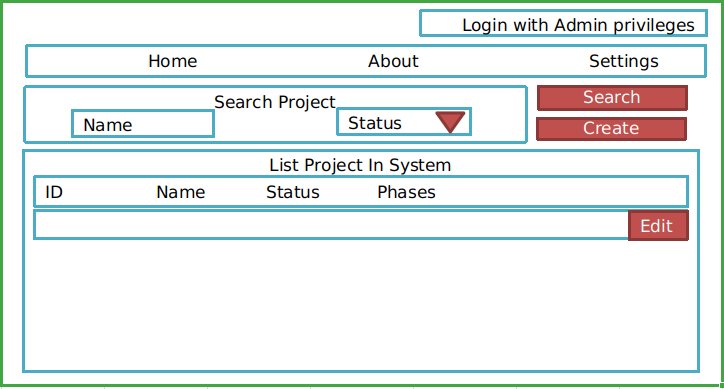 Login with Admin privileges
Home About Settings
Search Project
Name Status
Search
Create
List Project In System
ID Name Status Phases
Edit